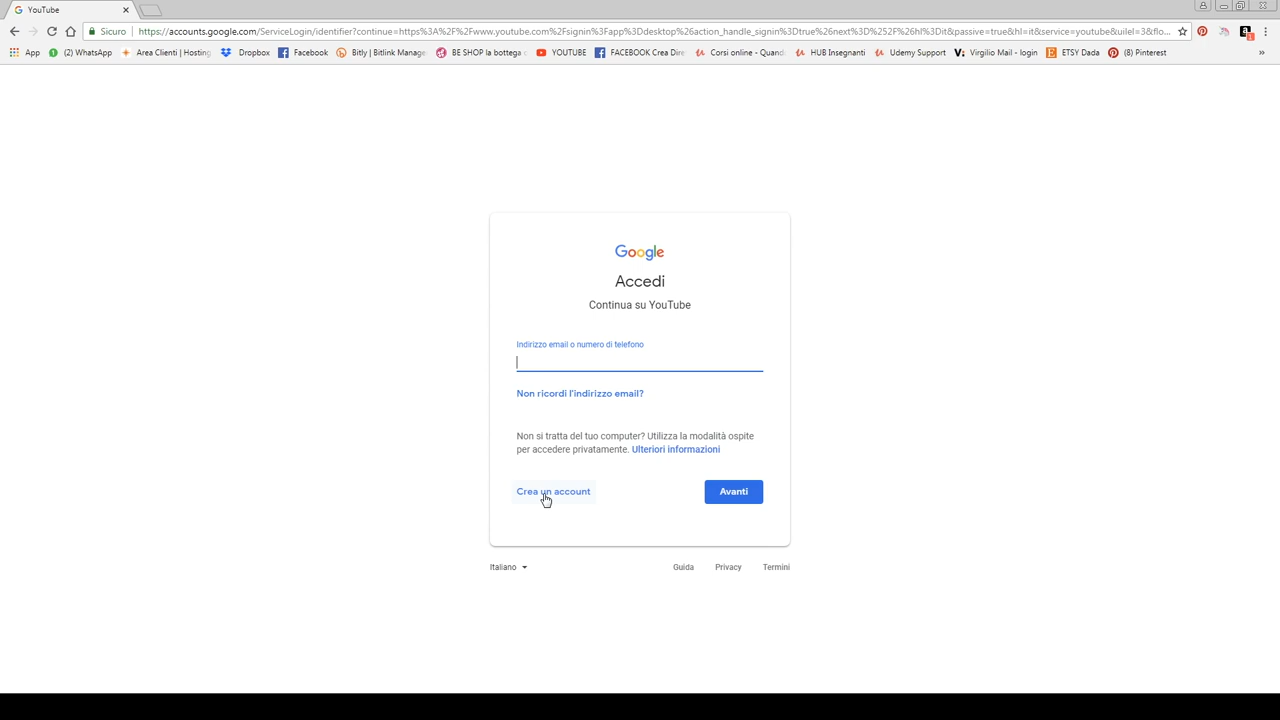 YouTube
Sicuro https://accounts.google.com/ServiceLogin/identifier?continue=https%3A%2F%2Fwww.youtube.com%2Fsignin%3Fapp%3Ddesktop%26action_handle_signin%3Dtrue%26next%3D%252F%26hl%3Dit&passive=true&hl=it&service=youtube&uilel=3&flo...
App (2) WhatsApp Area Clienti | Hosting Dropbox Facebook Bitly | Bitlink Manage BE SHOP la bottega YOUTUBE FACEBOOK Crea Dire Corsi online - Quando HUB Insegnanti Udemy Support Virgilio Mail - login ETSY Dada (8) Pinterest »
Google
Accedi
Continua su YouTube
Indirizzo email o numero di telefono
Non ricordi l'indirizzo email?
Non si tratta del tuo computer? Utilizza la modalità ospite
per accedere privatamente. Ulteriori informazioni
Crea un account Avanti
Italiano Guida Privacy Termini